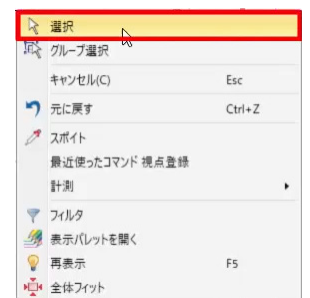 選択
グループ選択
キャンセル(C) Esc
元に戻す Ctrl+Z
スポイト
最近使ったコマンド 視点登録
計測
フィルタ
表示パレットを開く
再表示 F5
全体フィット